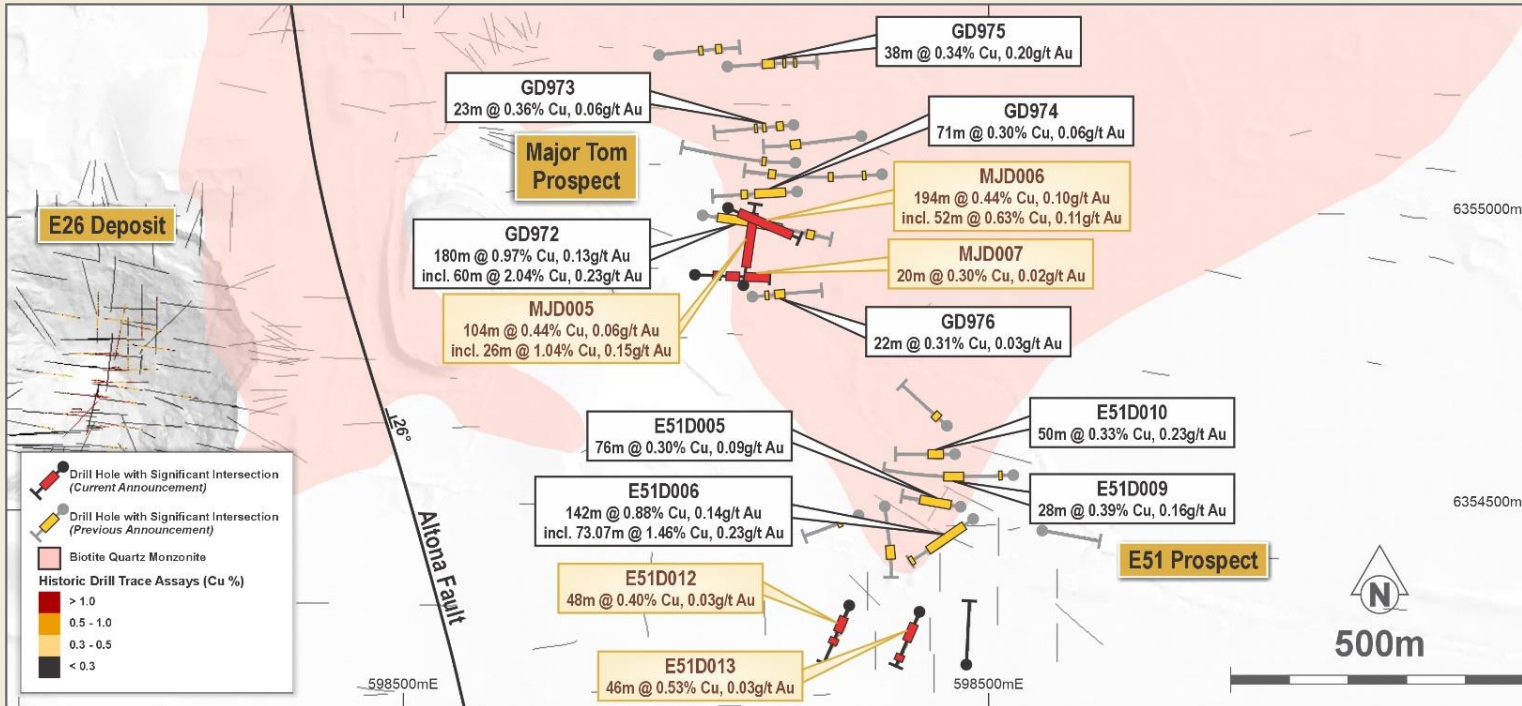 GD975
38m @ 0.34% Cu, 0.20g/t Au
GD973
23m @ 0.36% Cu, 0.06g/t Au
GD974
71m @ 0.30% Cu, 0.06g/t Au
Major Tom
Prospect
MJD006
194m @ 0.44% Cu, 0.10g/t Au
incl. 52m @ 0.63% Cu, 0.11g/t Au
6355000mN
E26 Deposit
GD972
180m @ 0.97% Cu, 0.13g/t Au
incl. 60m @ 2.04% Cu, 0.23g/t Au
MJD007
20m @ 0.30% Cu, 0.02g/t Au
MJD005
104m @ 0.44% Cu, 0.06g/t Au
incl. 26m @ 1.04% Cu, 0.15g/t Au
GD976
22m @ 0.31% Cu, 0.03g/t Au
26°
E51D005
76m @ 0.30% Cu, 0.09g/t Au
E51D010
50m @ 0.33% Cu, 0.23g/t Au
E51D006
142m @ 0.88% Cu, 0.14g/t Au
incl. 73.07m @ 1.46% Cu, 0.23g/t Au
E51D009
28m @ 0.39% Cu, 0.16g/t Au
6354500mN
Altona Fault
E51 Prospect
E51D012
48m @ 0.40% Cu, 0.03g/t Au
E51D013
46m @ 0.53% Cu, 0.03g/t Au
N
500m
598500mE
598500mE
Drill Hole with Significant Intersection
(Current Announcement)
Drill Hole with Significant Intersection
(Previous Announcement)
Biotite Quartz Monzonite
Historic Drill Trace Assays (Cu %)
> 1.0
0.5 - 1.0
0.3 - 0.5
< 0.3